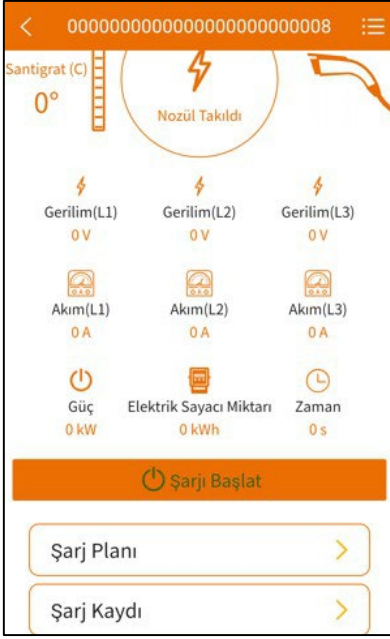 0000000000000000000000008
Santigrat (C)
0°
Nozül Takıldı
Gerilim(L1) Gerilim(L2) Gerilim(L3)
0 V 0 V 0 V
Akım(L1) Akım(L2) Akım(L3)
0 A 0 A 0 A
Güç Elektrik Sayacı Miktarı Zaman
0 kW 0 kWh 0 s
Şarjı Başlat
Şarj Planı
Şarj Kaydı